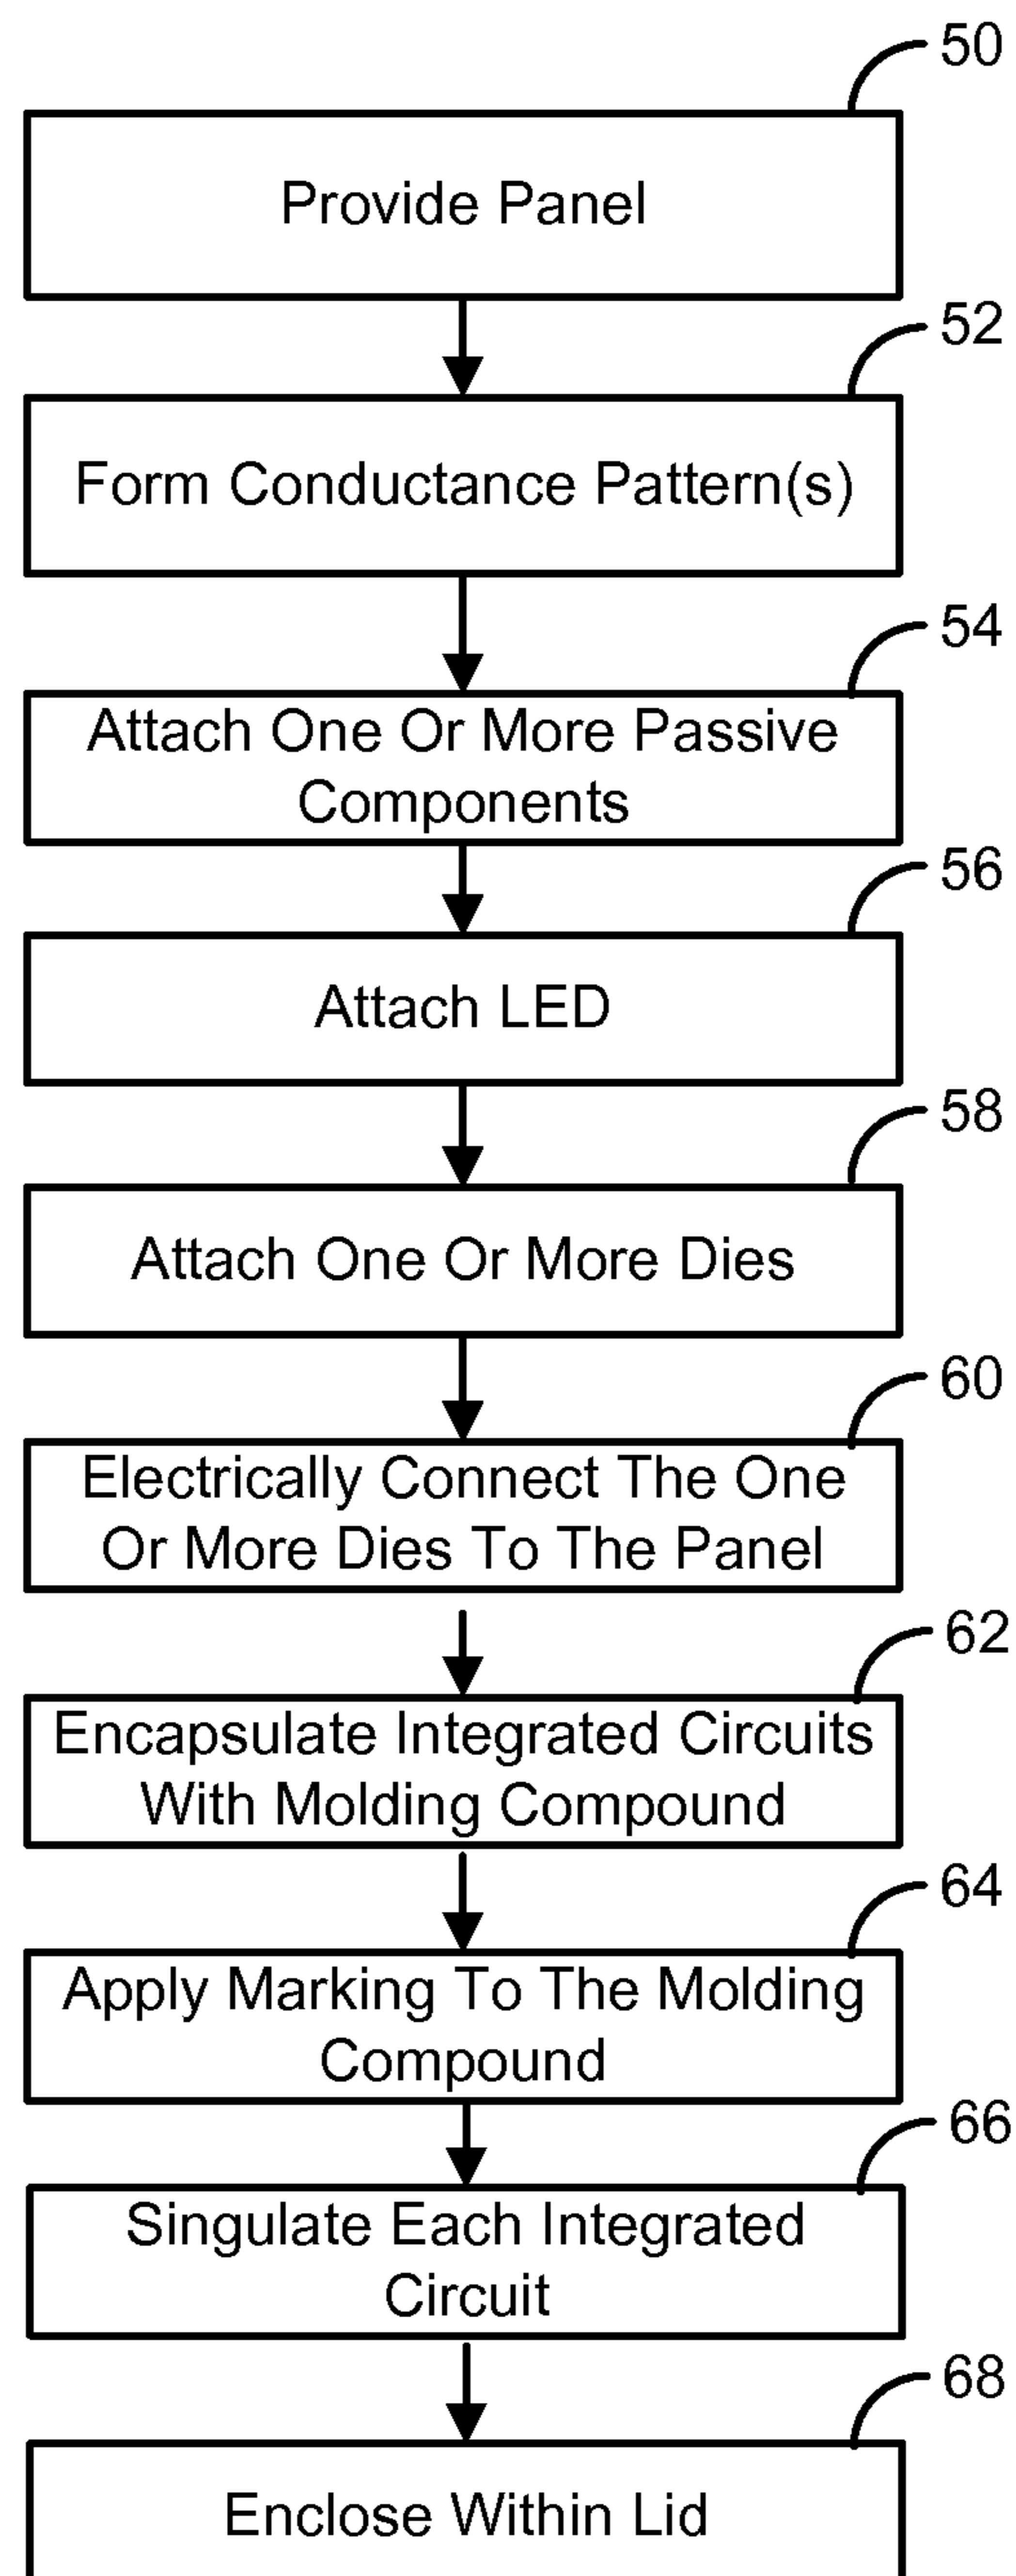 50
Provide Panel
52
Form Conductance Pattern(s)
54
Attach One Or More Passive
Components
56
Attach LED
58
Attach One Or More Dies
60
Electrically Connect The One
Or More Dies To The Panel
62
Encapsulate Integrated Circuits
With Molding Compound
64
Apply Marking To The Molding
Compound
66
Singulate Each Integrated
Circuit
68
Enclose Within Lid